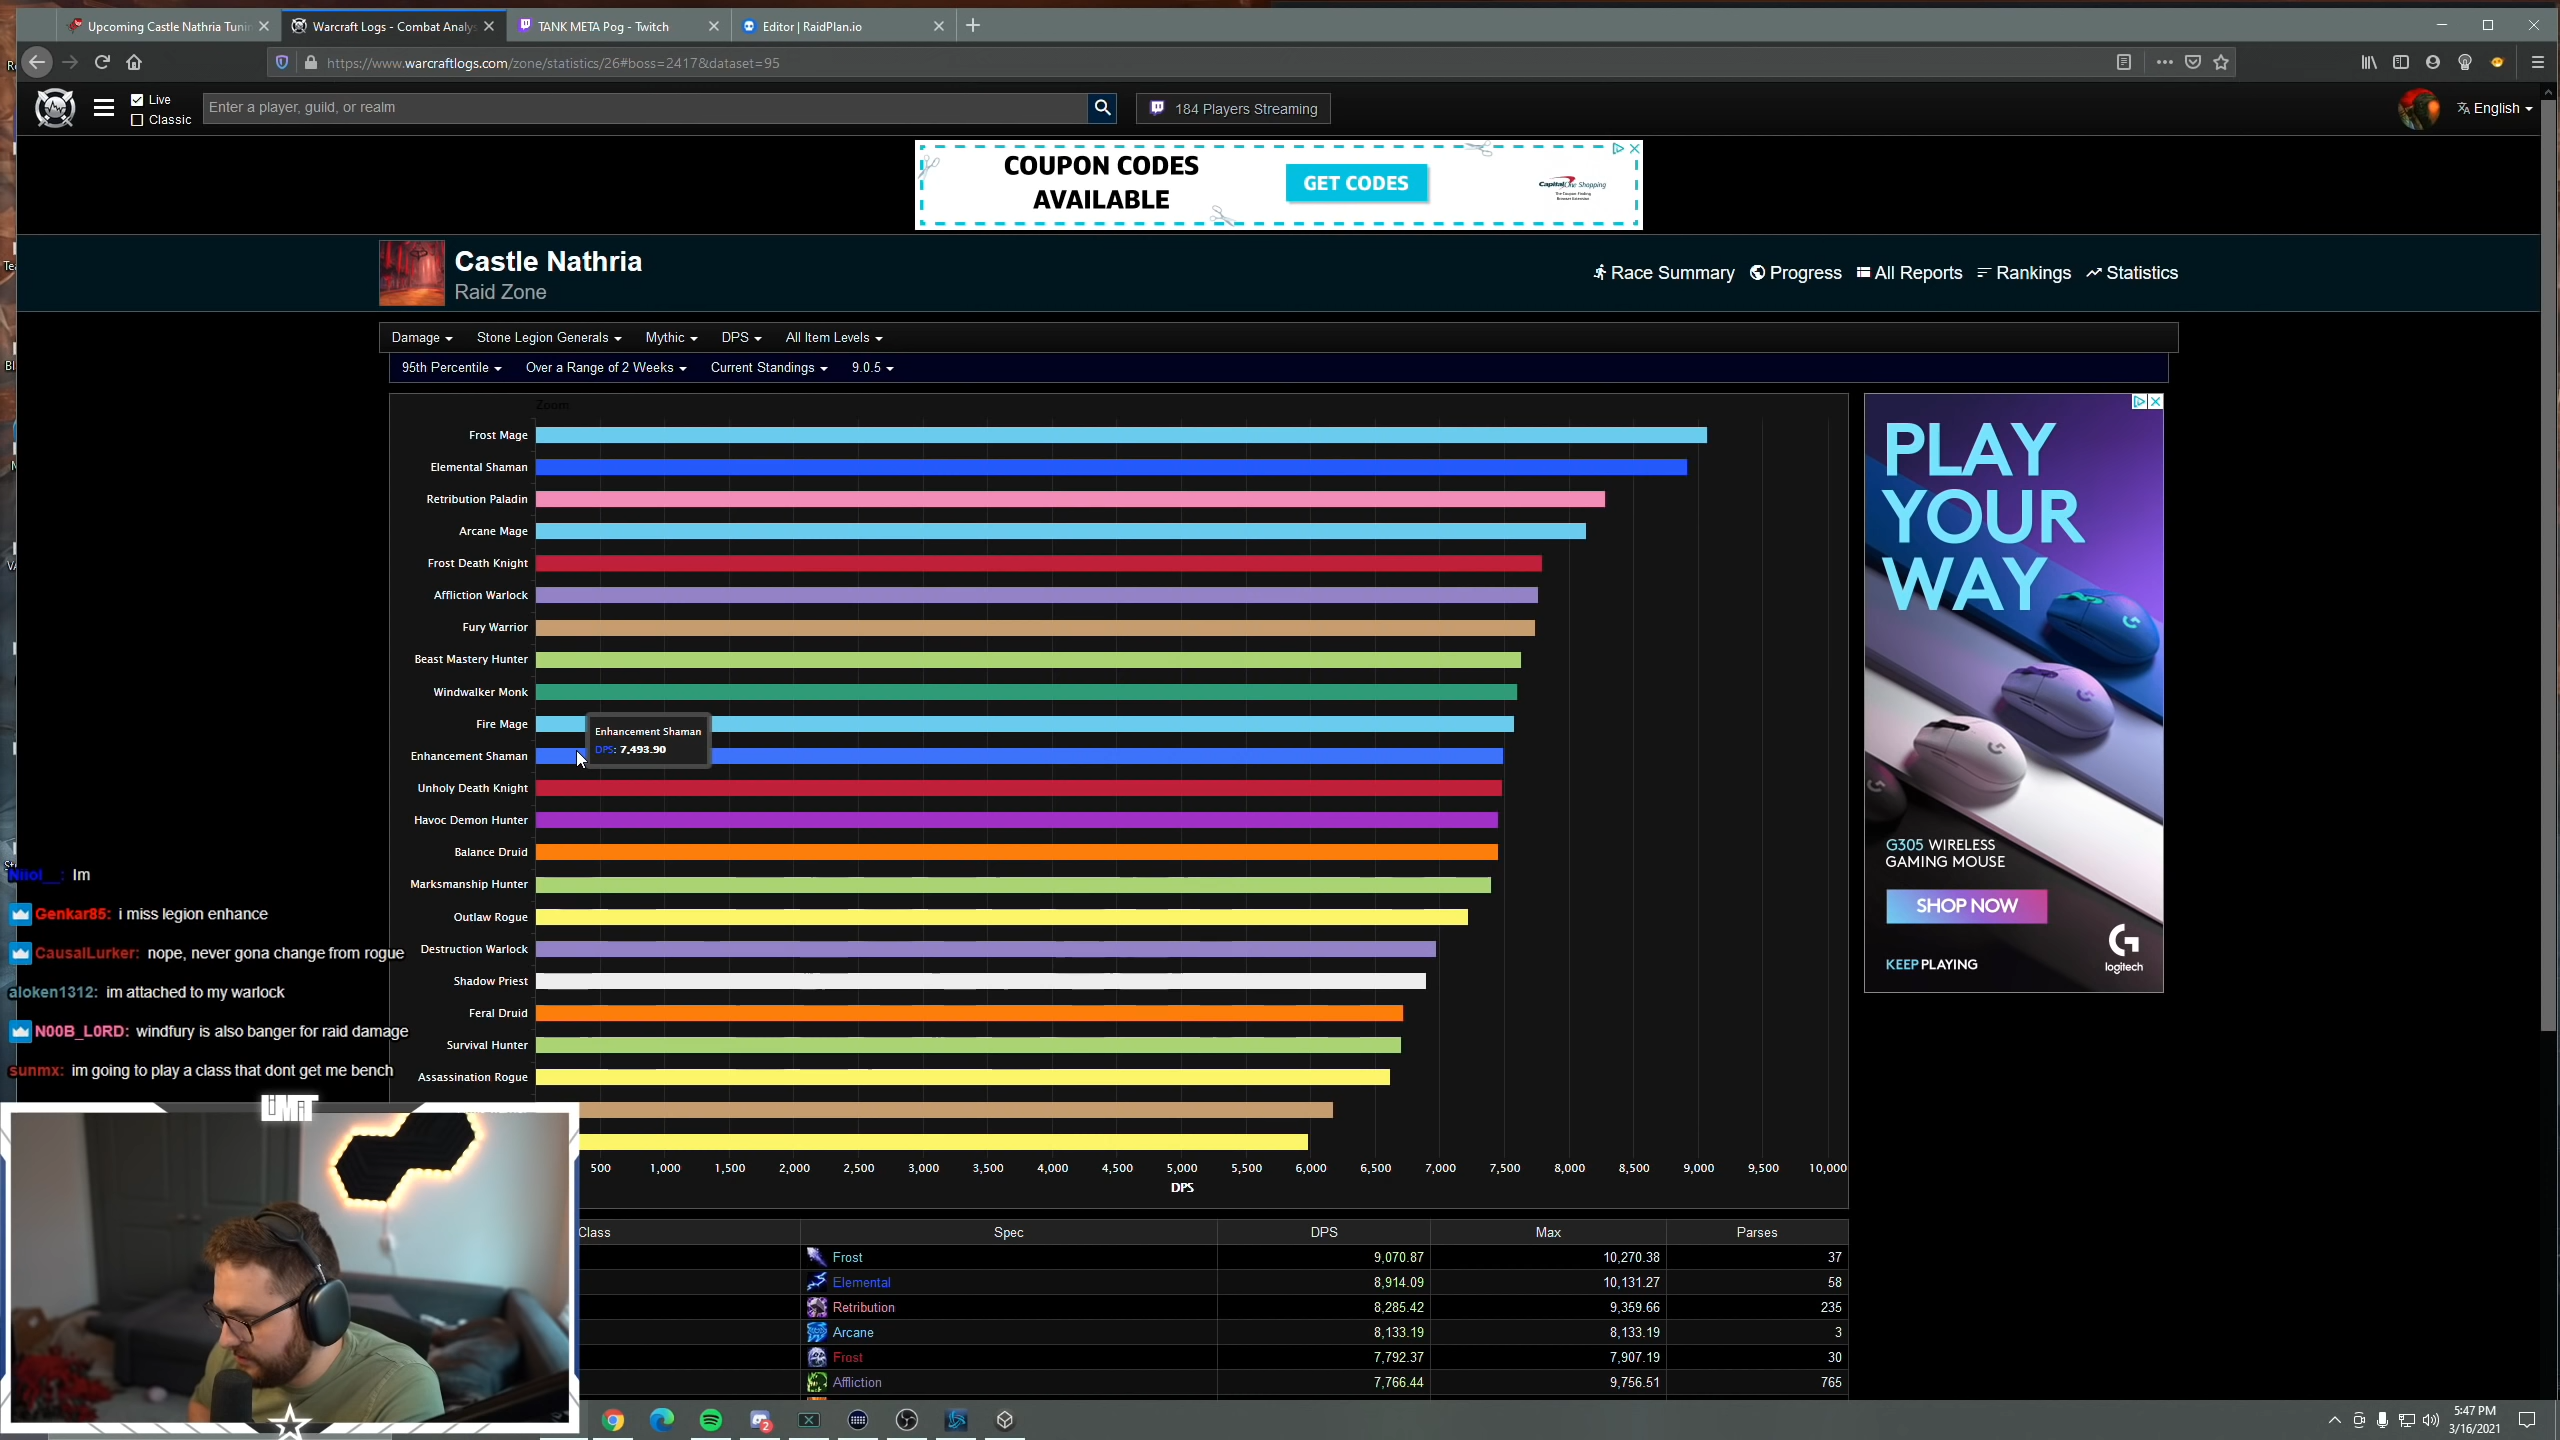 Upcoming Castle Nathria Tuni
Warcraft Logs - Combat Analys
TANK META Pog - Twitch
Editor | RaidPlan.io
https://www.warcraftlogs.com/zone/statistics/26#boss=2417&dataset=95
Live
Classic
Enter a player, guild, or realm
184 Players Streaming
English
COUPON CODES
AVAILABLE
GET CODES
Capital One Shopping
Castle Nathria
Raid Zone
Race Summary
Progress
All Reports
Rankings
Statistics
Damage
Stone Legion Generals
Mythic
DPS
All Item Levels
95th Percentile
Over a Range of 2 Weeks
Current Standings
9.0.5
Zoom
Frost Mage
Elemental Shaman
Retribution Paladin
Arcane Mage
Frost Death Knight
Affliction Warlock
Fury Warrior
Beast Mastery Hunter
Windwalker Monk
Fire Mage
Enhancement Shaman
Unholy Death Knight
Havoc Demon Hunter
Balance Druid
Marksmanship Hunter
Outlaw Rogue
Destruction Warlock
Shadow Priest
Feral Druid
Survival Hunter
Assassination Rogue
Enhancement Shaman
DPS: 7,493.90
500 1,000 1,500 2,000 2,500 3,000 3,500 4,000 4,500 5,000 5,500 6,000 6,500 7,000 7,500 8,000 8,500 9,000 9,500 10,000
DPS
Class Spec DPS Max Parses
Frost 9,070.87 10,270.38 37
Elemental 8,914.09 10,131.27 58
Retribution 8,285.42 9,359.66 235
Arcane 8,133.19 8,133.19 3
Frost 7,792.37 7,907.19 30
Affliction 7,766.44 9,756.51 765
PLAY
YOUR
WAY
G305 WIRELESS
GAMING MOUSE
SHOP NOW
KEEP PLAYING
logitech
Niiol__: Im
Genkar85: i miss legion enhance
CausalLurker: nope, never gona change from rogue
aloken1312: im attached to my warlock
N00B_L0RD: windfury is also banger for raid damage
sunmx: im going to play a class that dont get me bench
LIMIT
2
5:47 PM
3/16/2021